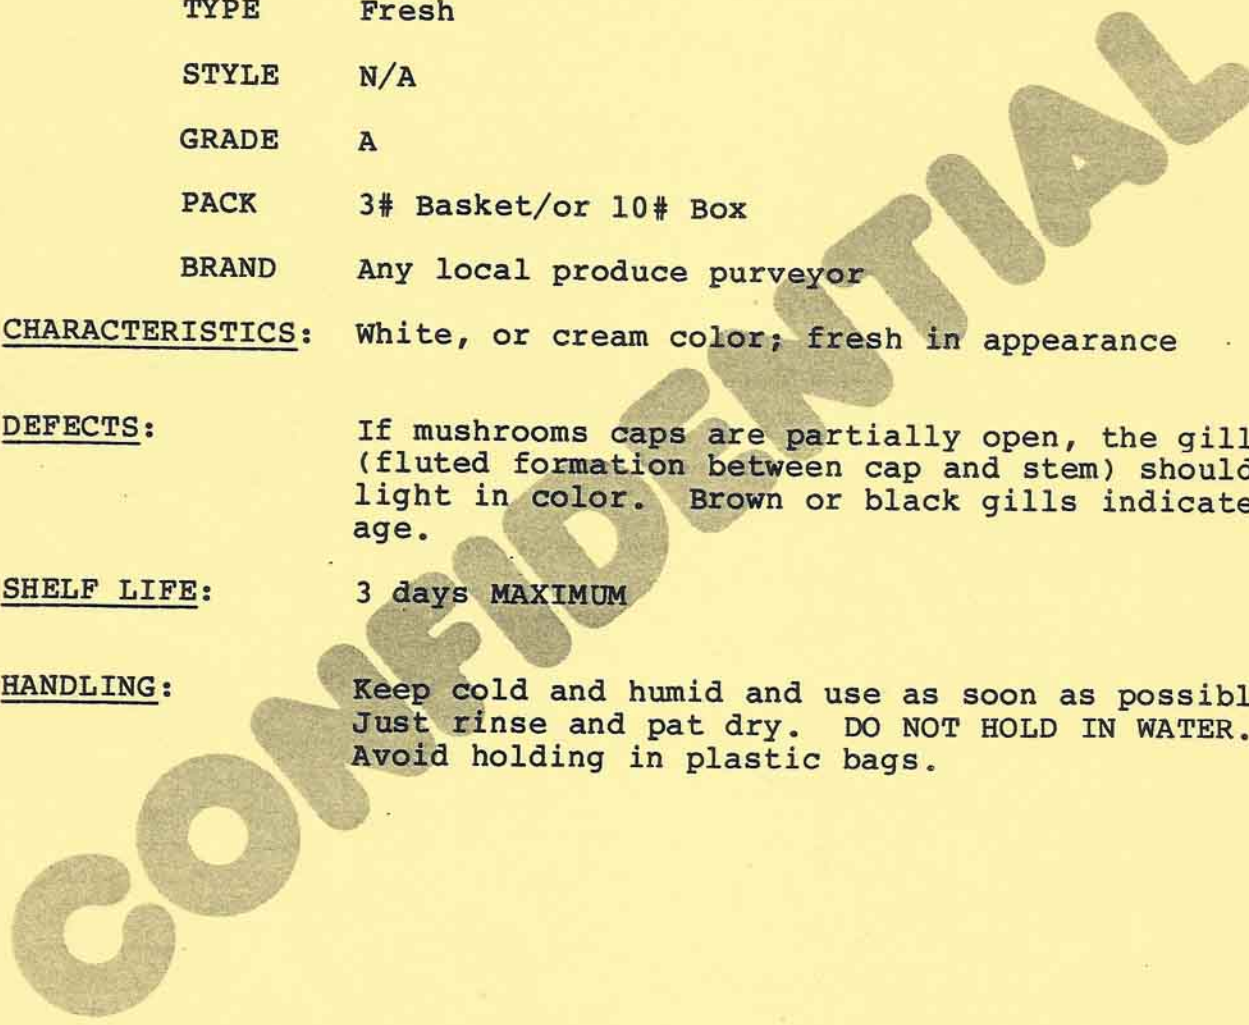 TYPE Fresh
STYLE N/A
GRADE A
PACK 3# Basket/or 10# Box
BRAND Any local produce purveyor
CHARACTERISTICS: White, or cream color; fresh in appearance
DEFECTS: If mushrooms caps are partially open, the gill
(fluted formation between cap and stem) should
light in color. Brown or black gills indicate
age.
SHELF LIFE: 3 days MAXIMUM
HANDLING: Keep cold and humid and use as soon as possibl
Just rinse and pat dry. DO NOT HOLD IN WATER.
Avoid holding in plastic bags.
CONFIDENTIAL